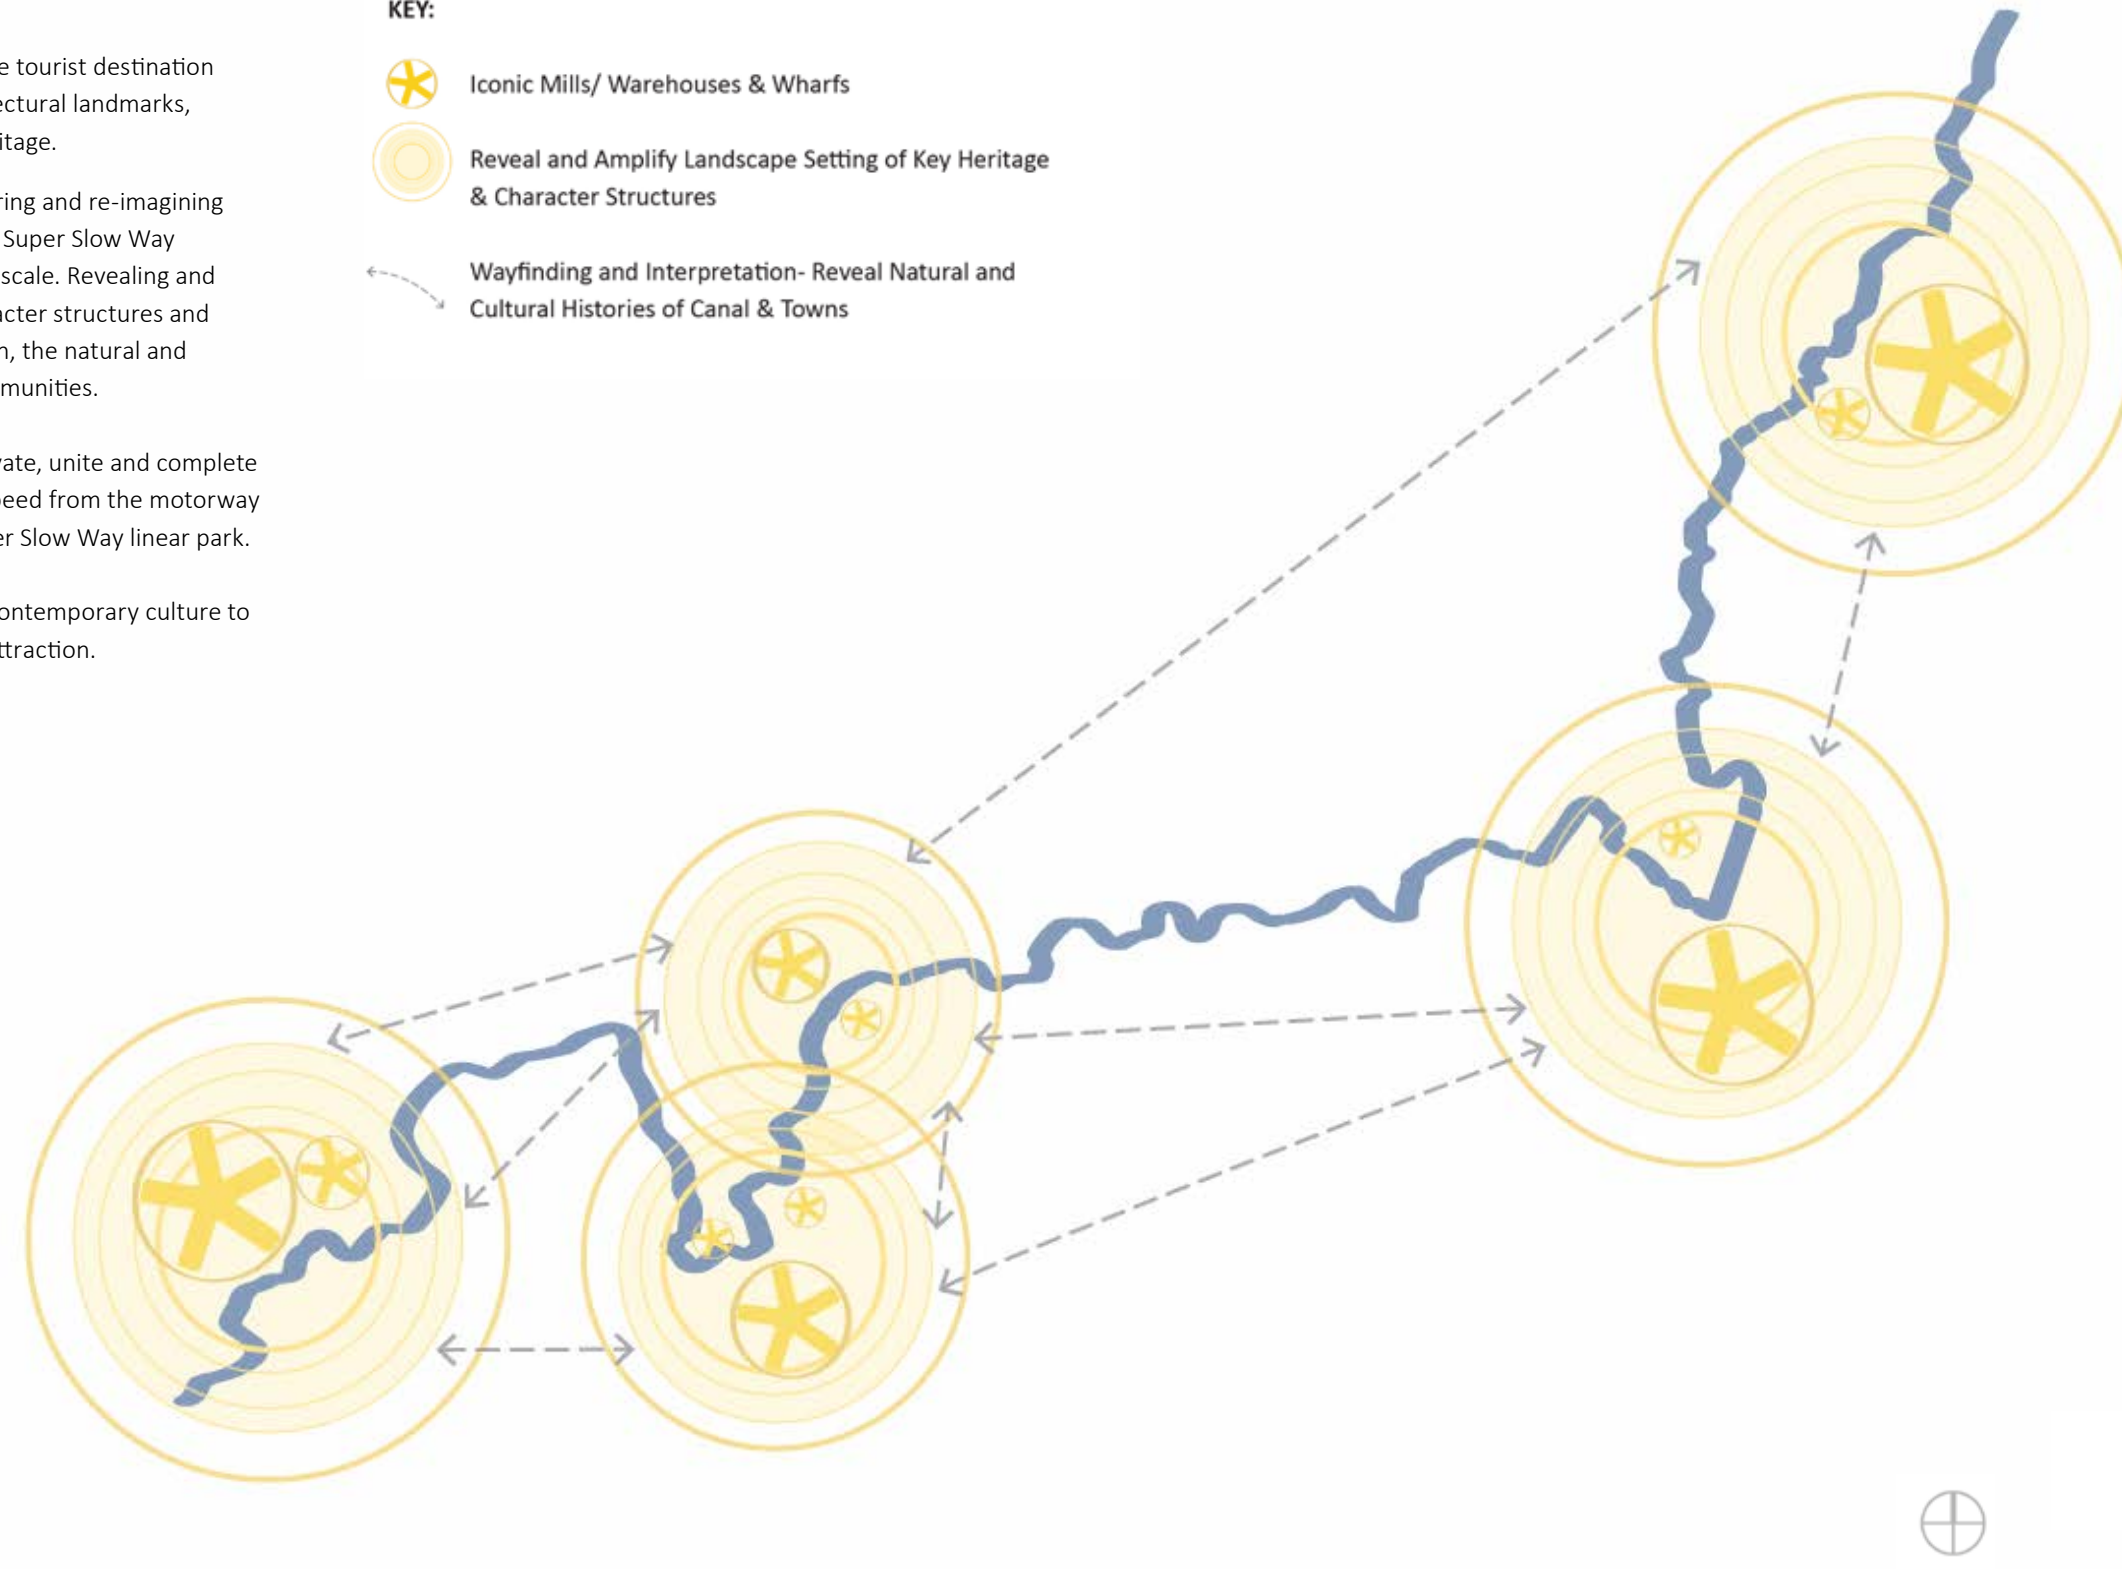 e tourist destination
ectural landmarks,
itage.
ring and re-imagining
Super Slow Way
scale. Revealing and
acter structures and
n, the natural and
munities.
vate, unite and complete
peed from the motorway
er Slow Way linear park.
ontemporary culture to
ttraction.
KEY:
Iconic Mills/ Warehouses & Wharfs
Reveal and Amplify Landscape Setting of Key Heritage
& Character Structures
Wayfinding and Interpretation- Reveal Natural and
Cultural Histories of Canal & Towns